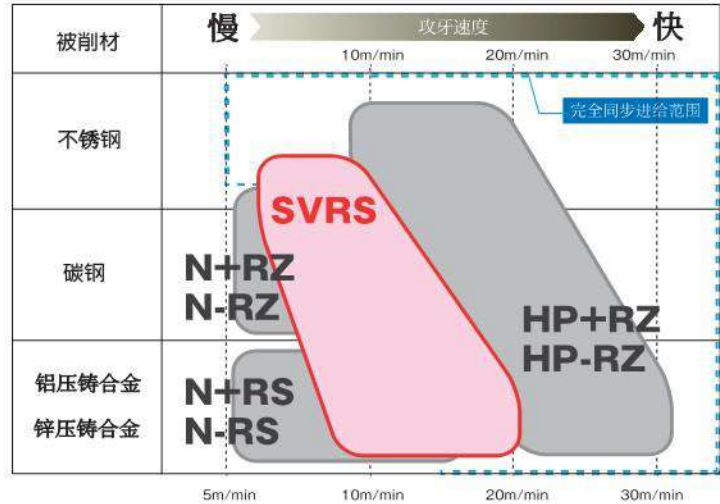 被削材
慢 攻牙速度 快
10m/min 20m/min 30m/min
完全同步进给范围
不锈钢
SVRS
碳钢
N+RZ
N-RZ
HP+RZ
HP-RZ
铝压铸合金
锌压铸合金
N+RS
N-RS
5m/min 10m/min 20m/min 30m/min